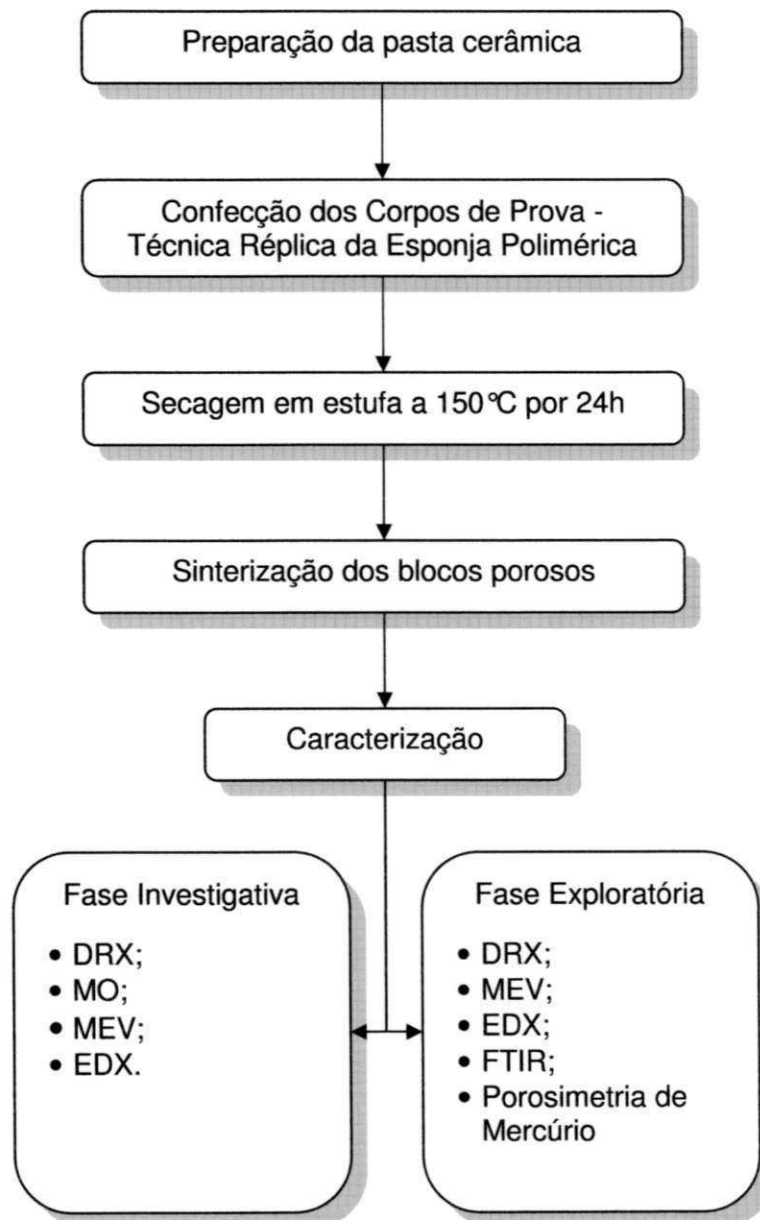 Preparação da pasta cerâmica
Confecção dos Corpos de Prova -
Técnica Réplica da Esponja Polimérica
Secagem em estufa a 150°C por 24h
Sinterização dos blocos porosos
Caracterização
Fase Investigativa
• DRX;
• MO;
• MEV;
• EDX.
Fase Exploratória
• DRX;
• MEV;
• EDX;
• FTIR;
• Porosimetria de
Mercúrio